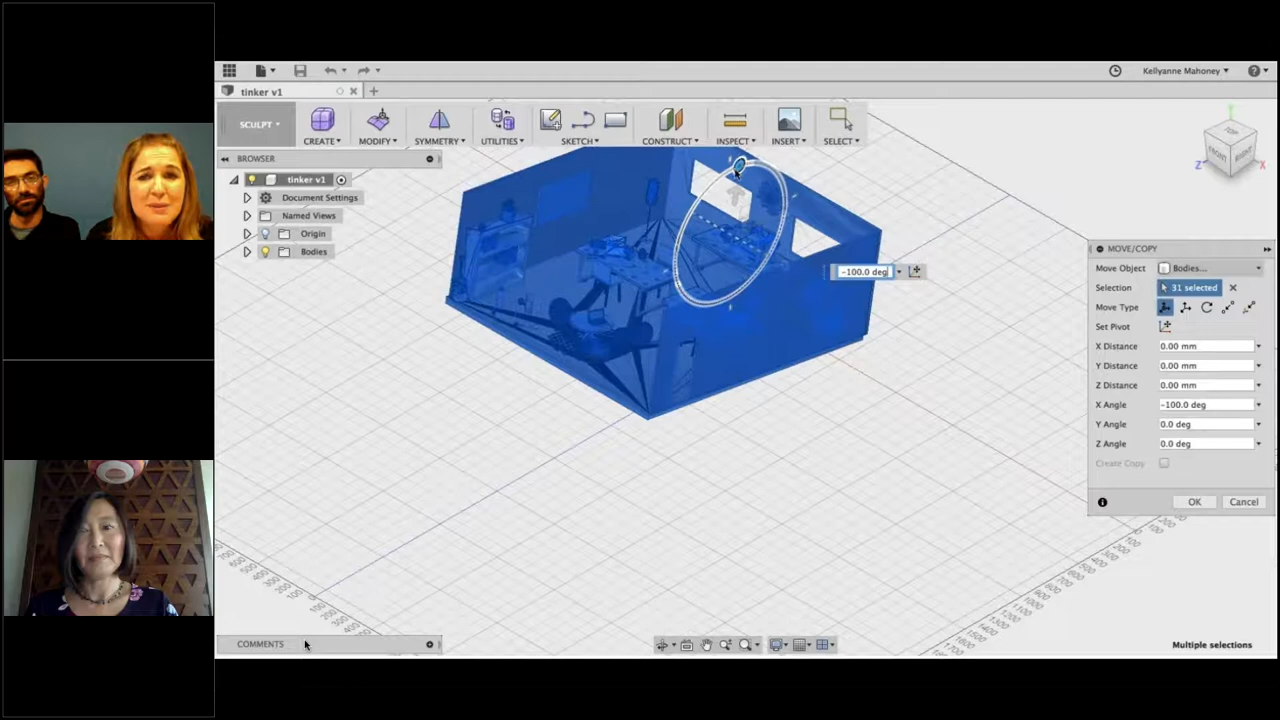 Kellyanne Mahoney
tinker v1
SCULPT
CREATE
MODIFY
SYMMETRY
UTILITIES
SKETCH
CONSTRUCT
INSPECT
INSERT
SELECT
BROWSER
tinker v1
Document Settings
Named Views
Origin
Bodies
TOP
FRONT
RIGHT
Z
X
Y
-100.0 deg
MOVE/COPY
Move Object Bodies...
Selection 31 selected
Move Type
Set Pivot
X Distance 0.00 mm
Y Distance 0.00 mm
Z Distance 0.00 mm
X Angle -100.0 deg
Y Angle 0.0 deg
Z Angle 0.0 deg
Create Copy
OK Cancel
COMMENTS
Multiple selections